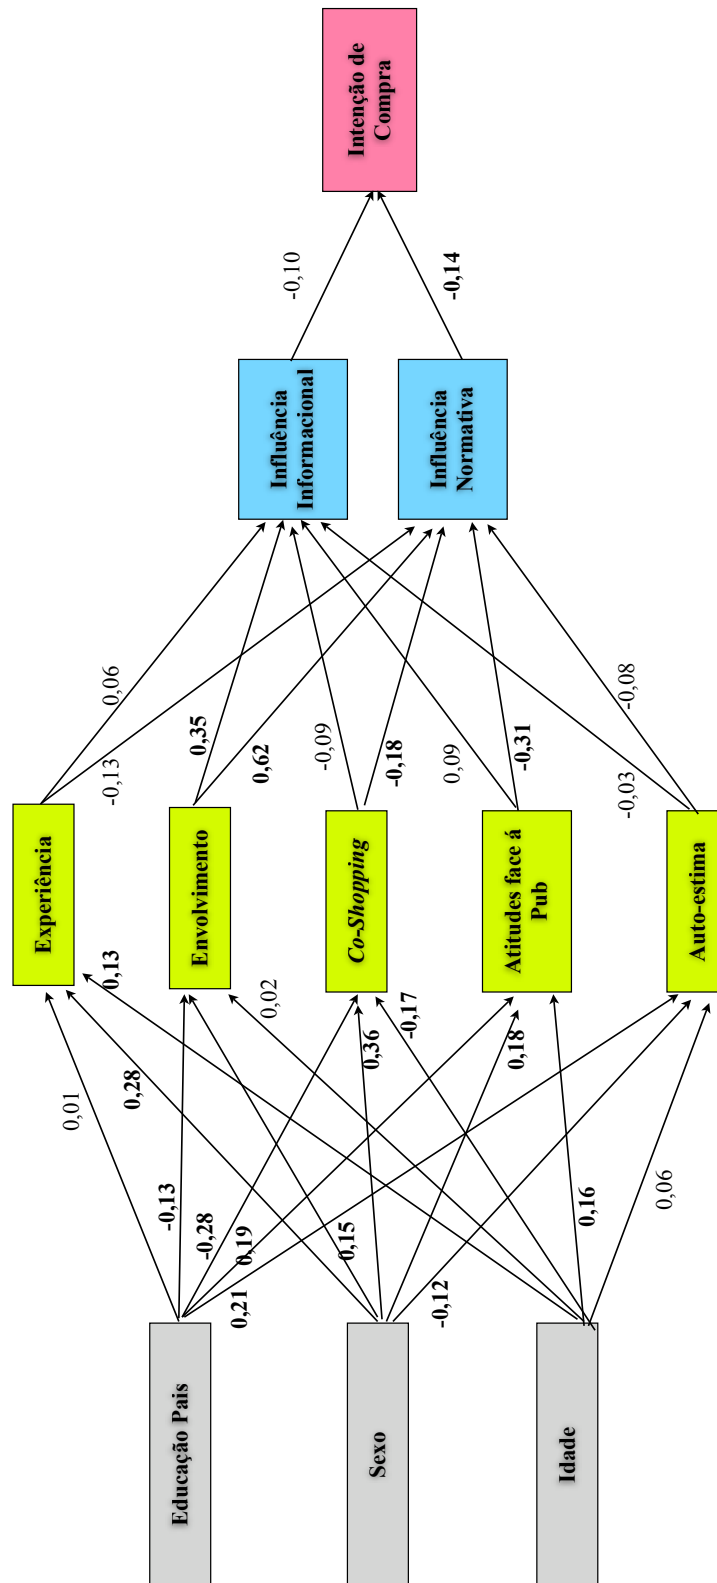 Intenção de
Compra
-0,10
-0,14
Influência
Informacional
Influência
Normativa
0,06
-0,13
0,35
0,62
-0,09
-0,18
0,09
-0,31
-0,03
-0,08
Experiência
Envolvimento
Co-Shopping
Atitudes face á
Pub
Auto-estima
0,01
0,28
0,13
-0,13
0,02
-0,28
0,36
-0,17
0,19
0,15
0,18
0,21
-0,12
0,16
0,06
Educação Pais
Sexo
Idade